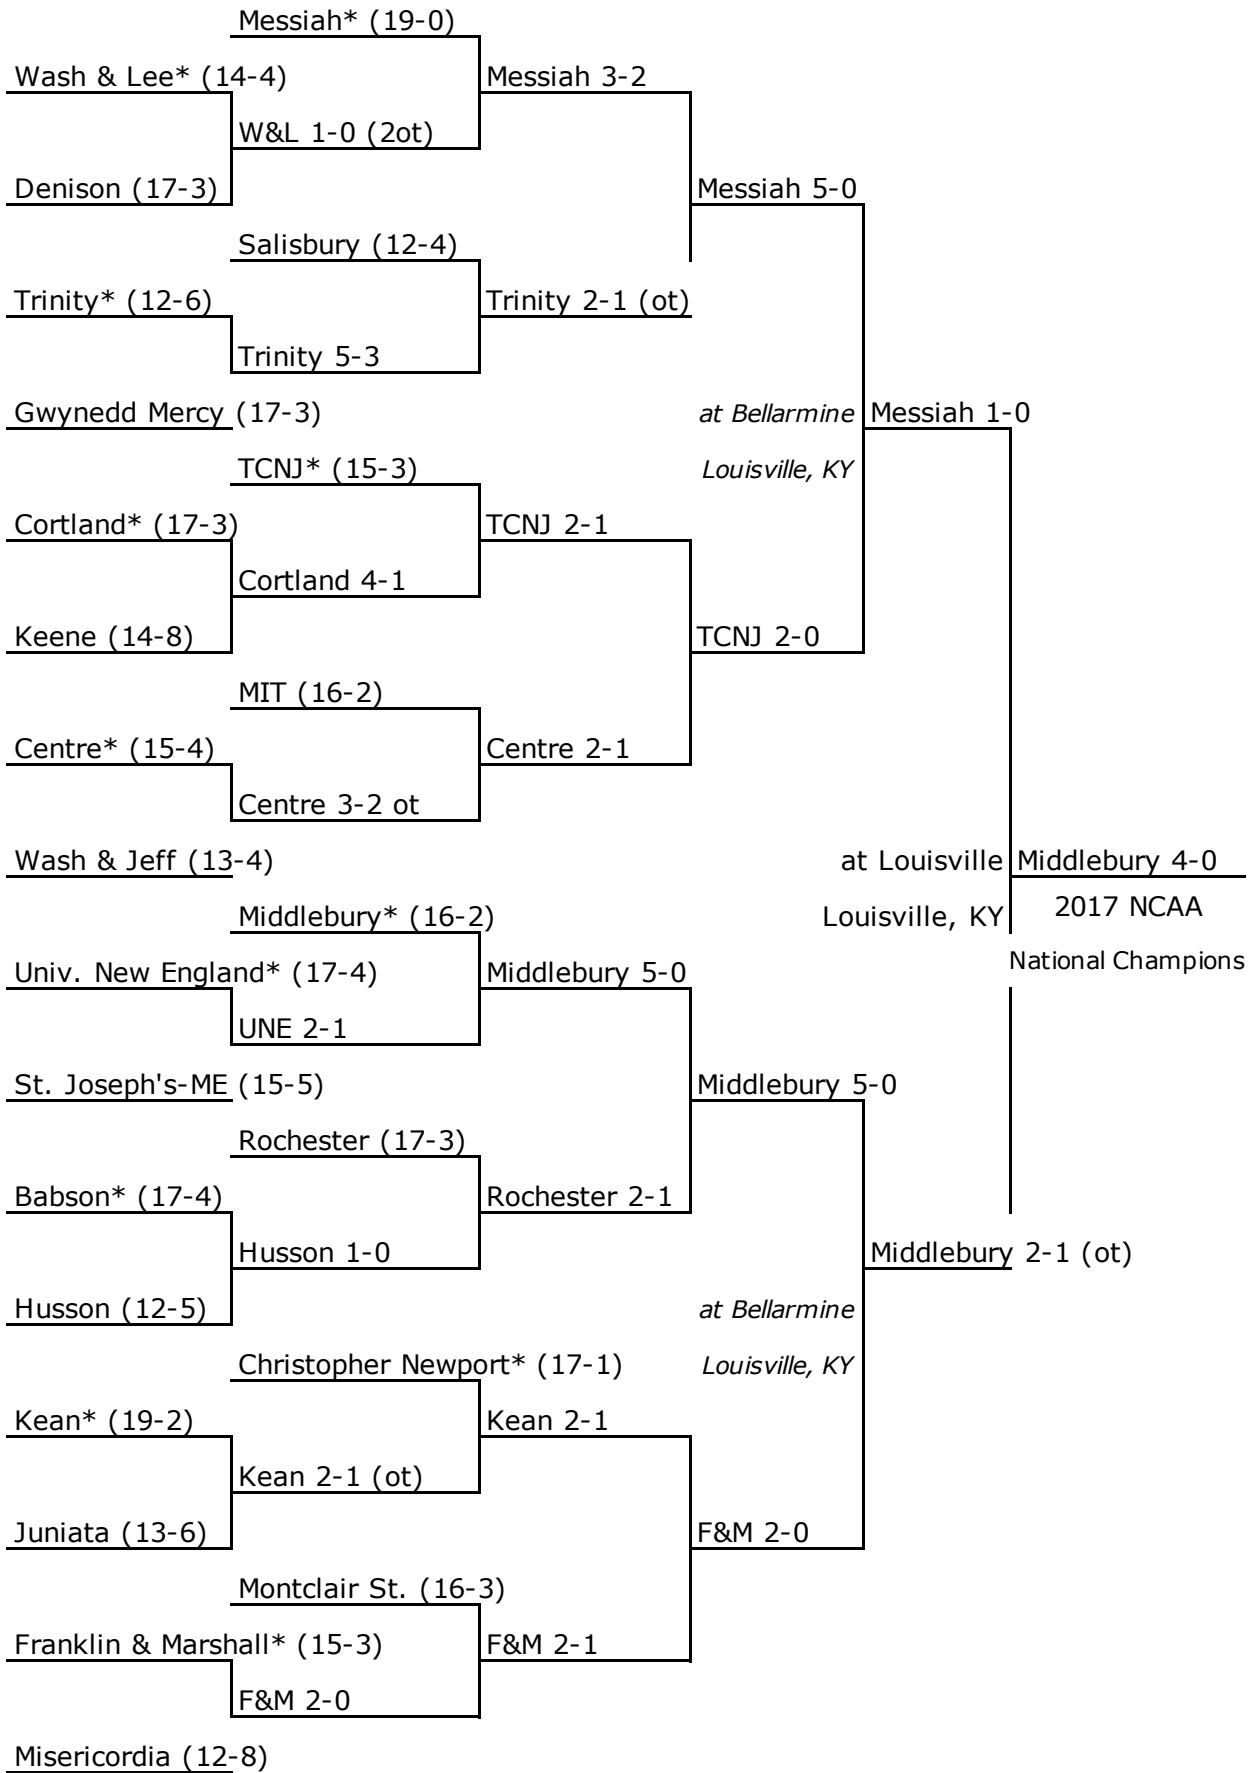 Messiah* (19-0)
Wash & Lee* (14-4)
Messiah 3-2
W&L 1-0 (2ot)
Denison (17-3)
Messiah 5-0
Salisbury (12-4)
Trinity* (12-6)
Trinity 2-1 (ot)
Trinity 5-3
Gwynedd Mercy (17-3)
at Bellarmine
Messiah 1-0
TCNJ* (15-3)
Louisville, KY
Cortland* (17-3)
TCNJ 2-1
Cortland 4-1
Keene (14-8)
TCNJ 2-0
MIT (16-2)
Centre* (15-4)
Centre 2-1
Centre 3-2 ot
Wash & Jeff (13-4)
at Louisville
Middlebury 4-0
Middlebury* (16-2)
Louisville, KY
2017 NCAA
Univ. New England* (17-4)
Middlebury 5-0
National Champions
UNE 2-1
St. Joseph's-ME (15-5)
Middlebury 5-0
Rochester (17-3)
Babson* (17-4)
Rochester 2-1
Husson 1-0
Middlebury 2-1 (ot)
Husson (12-5)
at Bellarmine
Christopher Newport* (17-1)
Louisville, KY
Kean* (19-2)
Kean 2-1
Kean 2-1 (ot)
Juniata (13-6)
F&M 2-0
Montclair St. (16-3)
Franklin & Marshall* (15-3)
F&M 2-1
F&M 2-0
Misericordia (12-8)